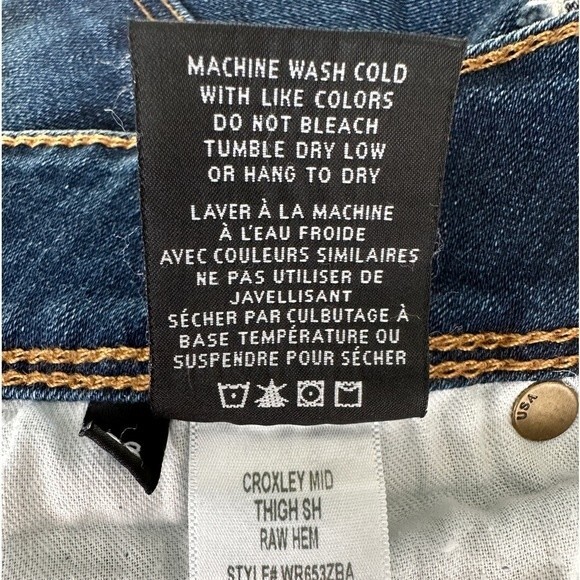 MACHINE WASH COLD
WITH LIKE COLORS
DO NOT BLEACH
TUMBLE DRY LOW
OR HANG TO DRY
LAVER À LA MACHINE
À L'EAU FROIDE
AVEC COULEURS SIMILAIRES
NE PAS UTILISER DE
JAVELLISANT
SÉCHER PAR CULBUTAGE À
BASE TEMPÉRATURE OU
SUSPENDRE POUR SÉCHER
USA
CROXLEY MID
THIGH SH
RAW HEM
STYLE# WR653ZBA